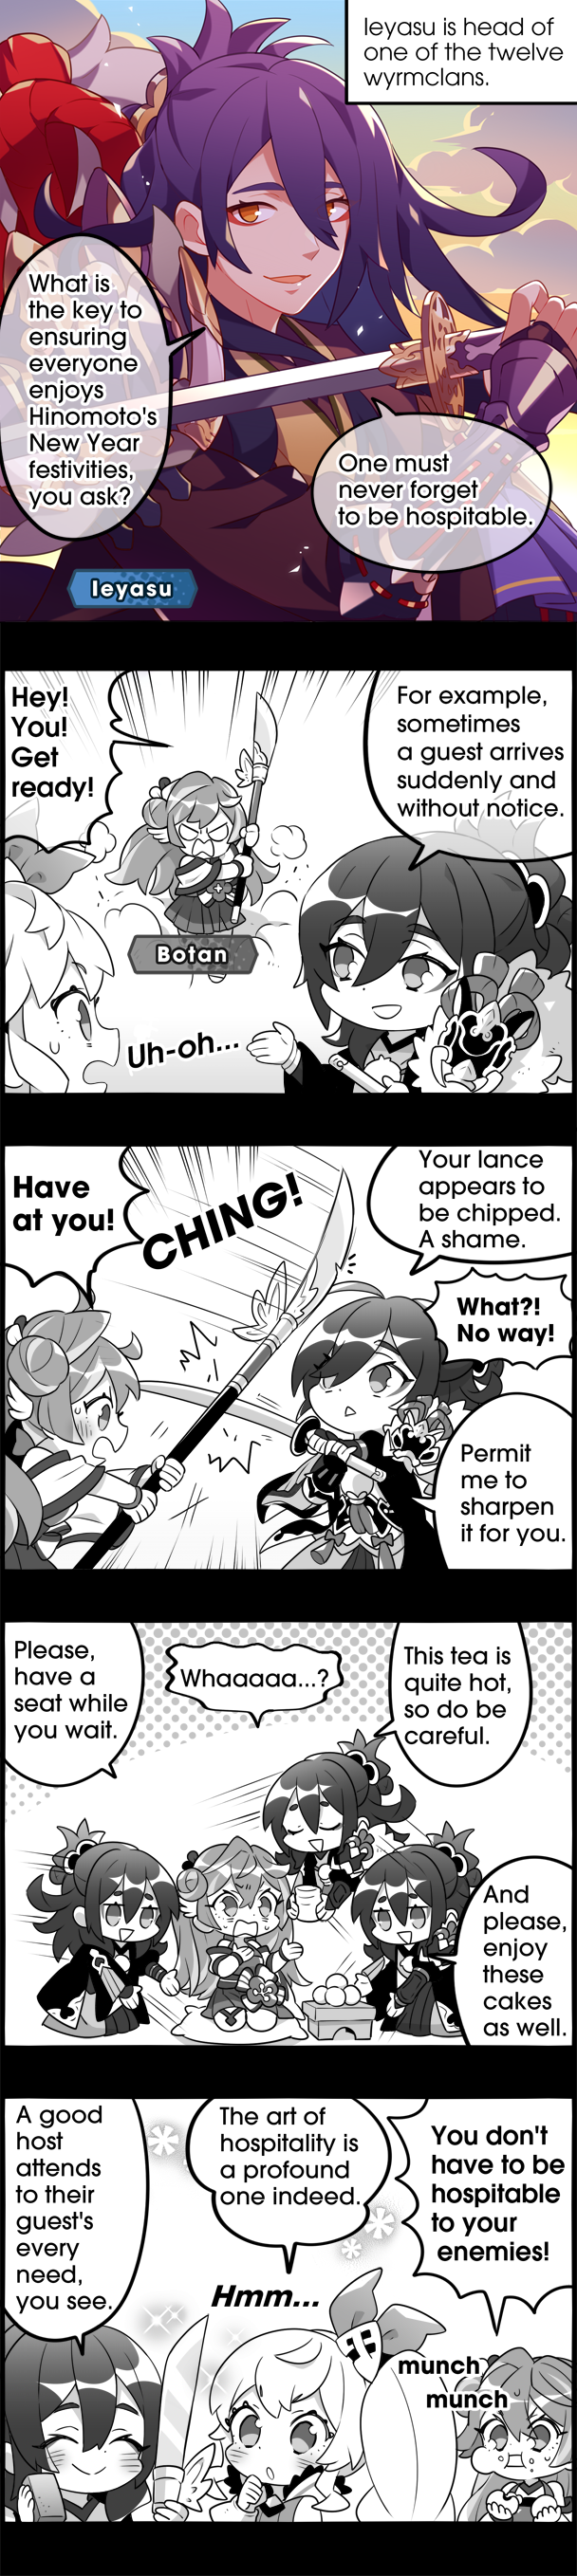 Ieyasu is head of
one of the twelve
wyrmclans.
What is
the key to
ensuring
everyone
enjoys
Hinomoto's
New Year
festivities,
you ask?
One must
never forget
to be hospitable.
Ieyasu
For example,
sometimes
a guest arrives
suddenly and
without notice.
Hey!
You!
Get
ready!
Botan
Uh-oh...
Have
at you!
CHING!
Your lance
appears to
be chipped.
A shame.
What?!
No way!
Permit
me to
sharpen
it for you.
Please,
have a
seat while
you wait.
Whaaaaa...?
This tea is
quite hot,
so do be
careful.
And
please,
enjoy
these
cakes
as well.
A good
host
attends
to their
guest's
every
need,
you see.
The art of
hospitality is
a profound
one indeed.
You don't
have to be
hospitable
to your
enemies!
Hmm...
munch
munch